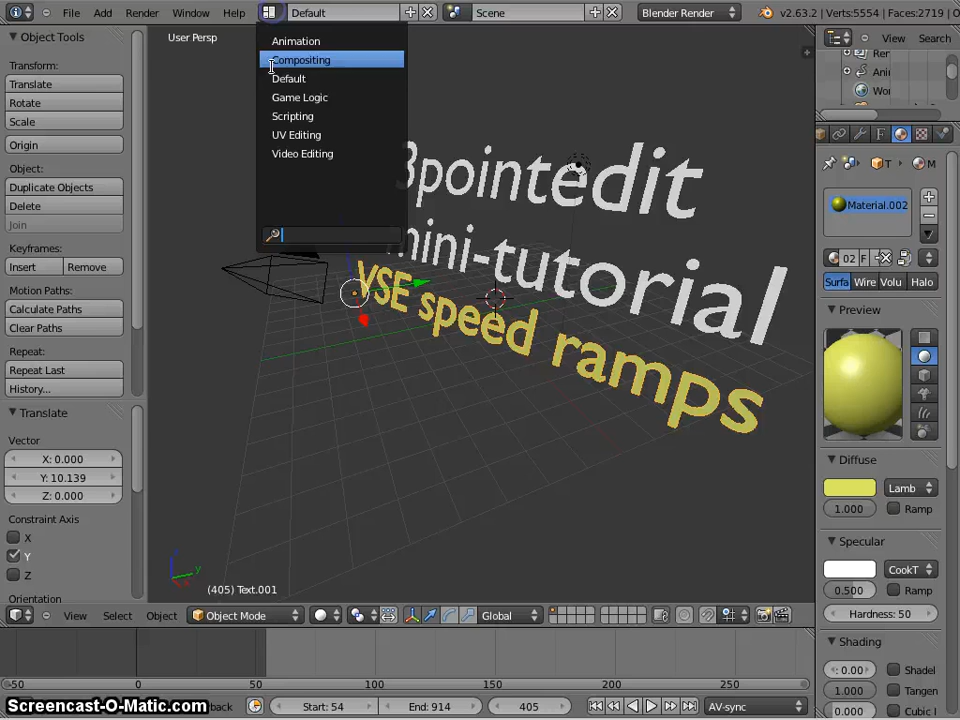 File Add Render Window Help Default Scene Blender Render v2.63.2 | Verts:5554 | Faces:2719 | O
Object Tools
Transform:
Translate
Rotate
Scale
Origin
Object:
Duplicate Objects
Delete
Join
Keyframes:
Insert Remove
Motion Paths:
Calculate Paths
Clear Paths
Repeat:
Repeat Last
History...
Translate
Vector
X: 0.000
Y: 10.139
Z: 0.000
Constraint Axis
X
Y
Z
Orientation
User Persp
Animation
Compositing
Default
Game Logic
Scripting
UV Editing
Video Editing
3pointedit
mini-tutorial
VSE speed ramps
(405) Text.001
View Select Object Object Mode Global
View Search
Ren
Ani
Wor
T M
Material.002
02 F
Surfa Wire Volu Halo
Preview
Diffuse
Lamb
1.000 Ramp
Specular
CookT
0.500 Ramp
Hardness: 50
Shading
: 0.00 Shadel
1.000 Tangen
0.000 Cubic I
-50 0 50 100 150 200 250
Screencast-O-Matic.com
yback Start: 54 End: 914 405 AV-sync